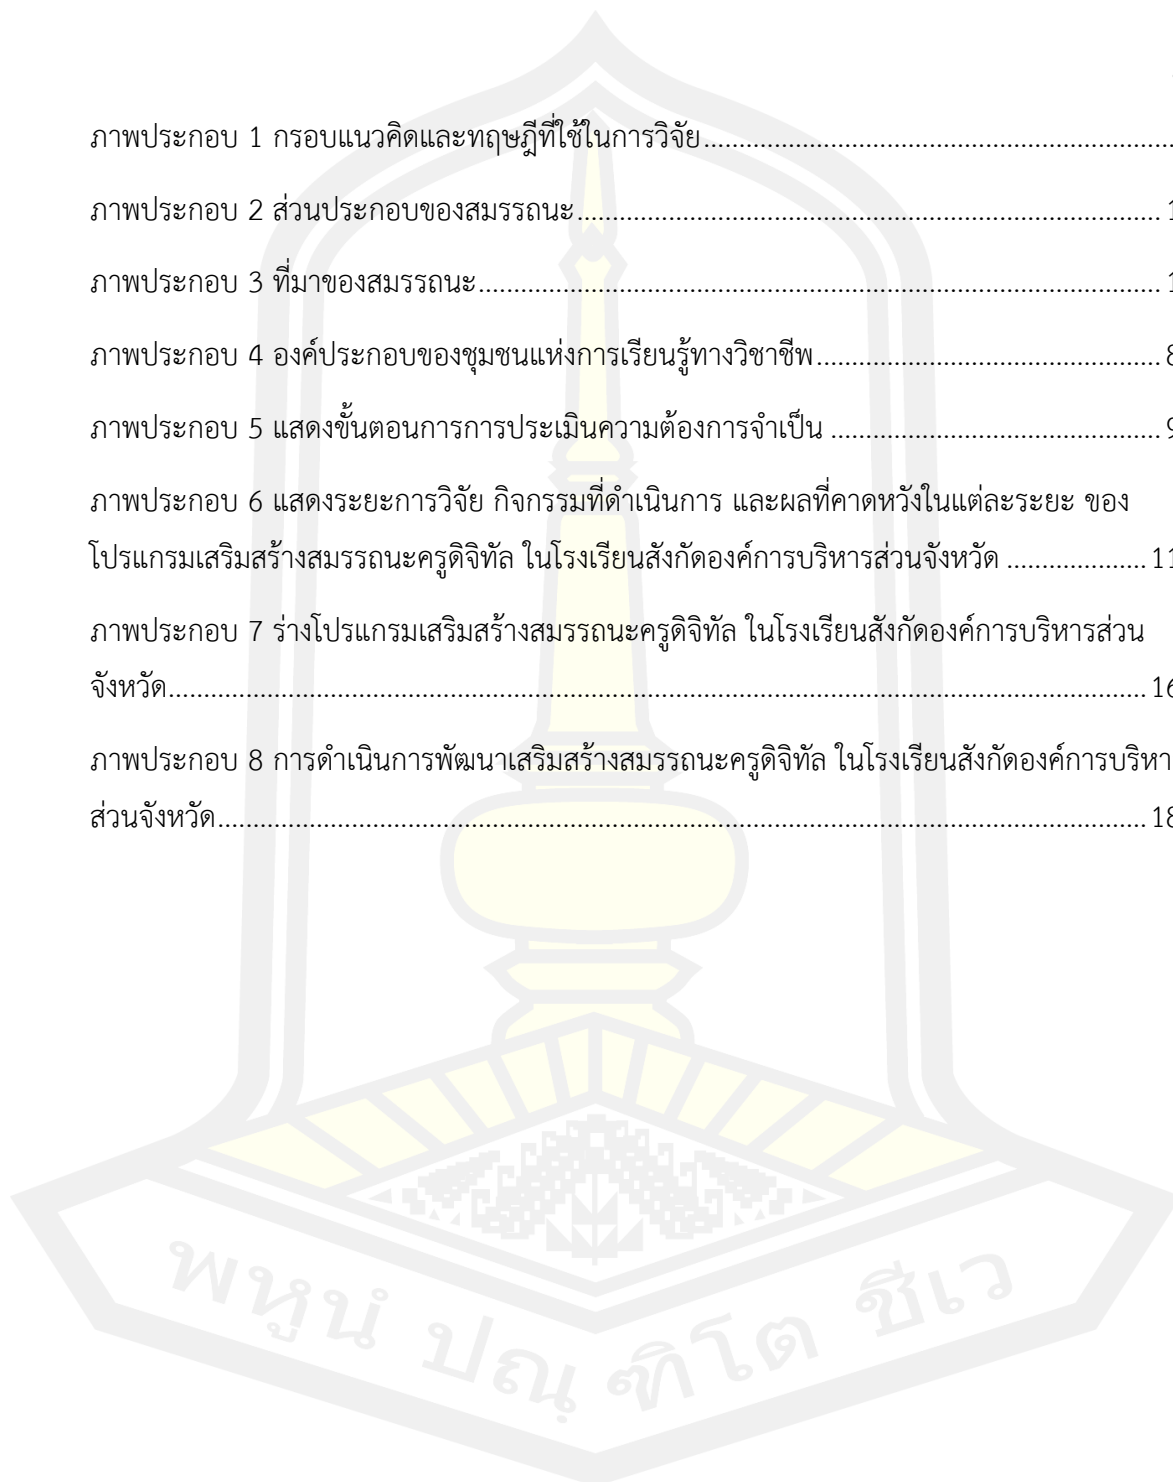 ภาพประกอบ 1 กรอบแนวคิดและทฤษฎีที่ใช้ในการวิจัย......................................................................
ภาพประกอบ 2 ส่วนประกอบของสมรรถนะ........................................................................................ 1
ภาพประกอบ 3 ที่มาของสมรรถนะ...................................................................................................... 1
ภาพประกอบ 4 องค์ประกอบของชุมชนแห่งการเรียนรู้ทางวิชาชีพ.................................................... 8
ภาพประกอบ 5 แสดงขั้นตอนการการประเมินความต้องการจำเป็น ................................................. 9
ภาพประกอบ 6 แสดงระยะการวิจัย กิจกรรมที่ดำเนินการ และผลที่คาดหวังในแต่ละระยะ ของ
โปรแกรมเสริมสร้างสมรรถนะครูดิจิทัล ในโรงเรียนสังกัดองค์การบริหารส่วนจังหวัด ..................... 11
ภาพประกอบ 7 ร่างโปรแกรมเสริมสร้างสมรรถนะครูดิจิทัล ในโรงเรียนสังกัดองค์การบริหารส่วน
จังหวัด................................................................................................................................................ 16
ภาพประกอบ 8 การดำเนินการพัฒนาเสริมสร้างสมรรถนะครูดิจิทัล ในโรงเรียนสังกัดองค์การบริหา
ส่วนจังหวัด......................................................................................................................................... 18
พหูนํ ปณฺฑิโต ชีเว